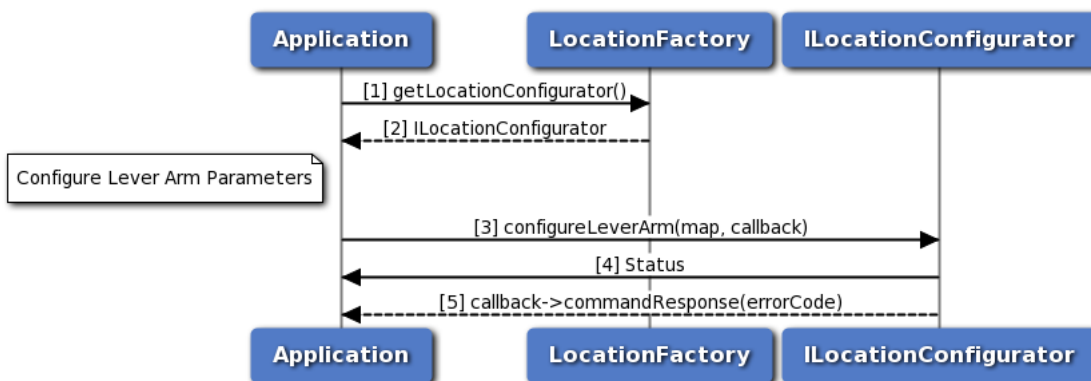 Application
LocationFactory
ILocationConfigurator
[1] getLocationConfigurator()
[2] ILocationConfigurator
Configure Lever Arm Parameters
[3] configureLeverArm(map, callback)
[4] Status
[5] callback->commandResponse(errorCode)
Application
LocationFactory
ILocationConfigurator